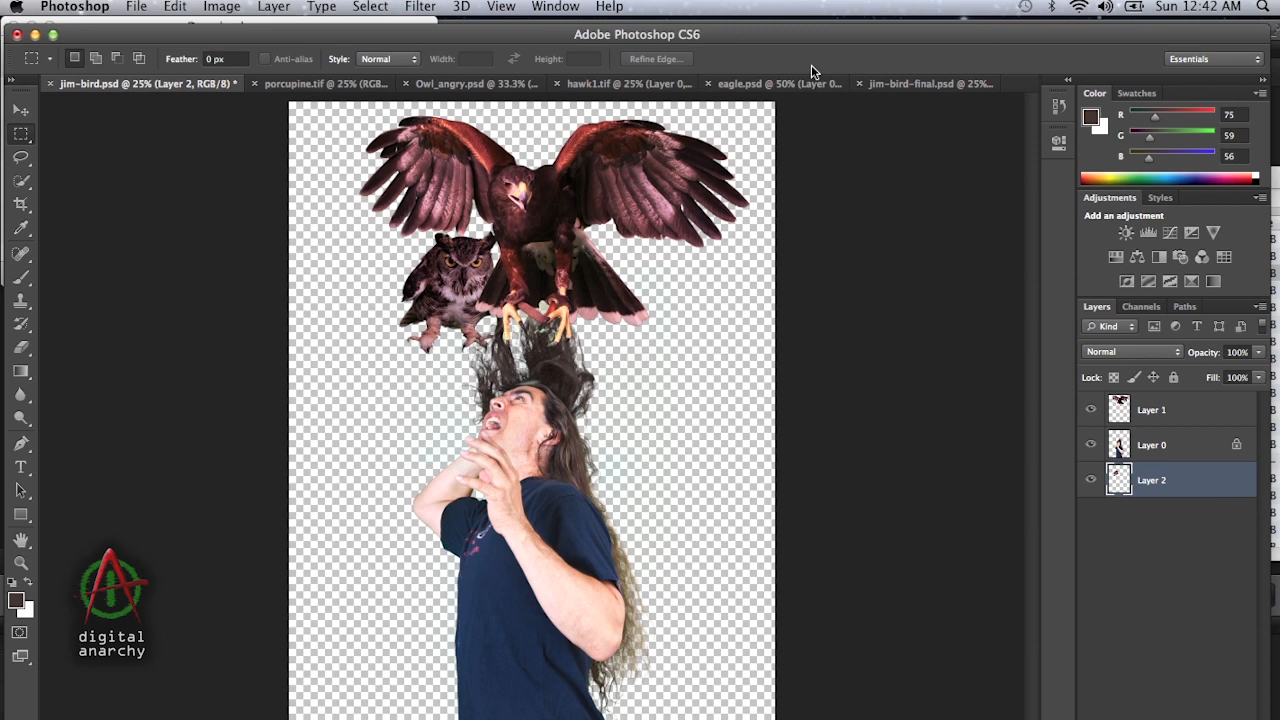 Photoshop File Edit Image Layer Type Select Filter 3D View Window Help Sun 12:42 AM
Adobe Photoshop CS6
Feather: 0 px Anti-alias Style: Normal Width: Height: Refine Edge... Essentials
jim-bird.psd @ 25% (Layer 2, RGB/8) * porcupine.tif @ 25% (RGB... Owl_angry.psd @ 33.3% (... hawk1.tif @ 25% (Layer 0,... eagle.psd @ 50% (Layer 0... jim-bird-final.psd @ 25%...
Color Swatches
R 75
G 59
B 56
Adjustments Styles
Add an adjustment
Layers Channels Paths
Kind
Normal Opacity: 100%
Lock: Fill: 100%
Layer 1
Layer 0
Layer 2
digital
anarchy